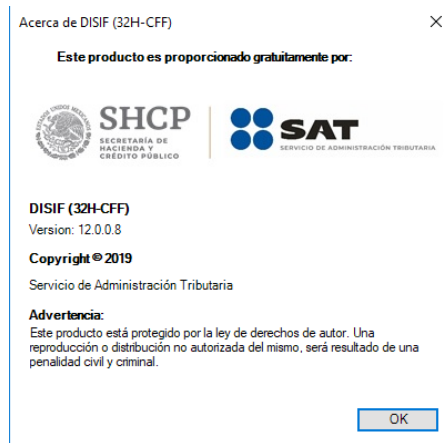 Acerca de DISIF (32H-CFF)
Este producto es proporcionado gratuitamente por:
SHCP
SECRETARÍA DE
HACIENDA Y
CRÉDITO PÚBLICO
SAT
SERVICIO DE ADMINISTRACIÓN TRIBUTARIA
DISIF (32H-CFF)
Version: 12.0.0.8
Copyright © 2019
Servicio de Administración Tributaria
Advertencia:
Este producto está protegido por la ley de derechos de autor. Una
reproducción o distribución no autorizada del mismo, será resultado de una
penalidad civil y criminal.
OK